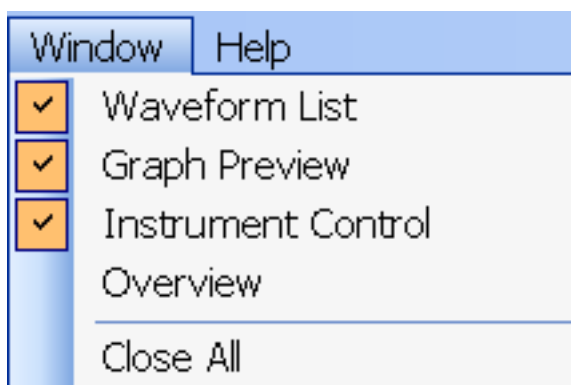 Window Help
Waveform List
Graph Preview
Instrument Control
Overview
Close All